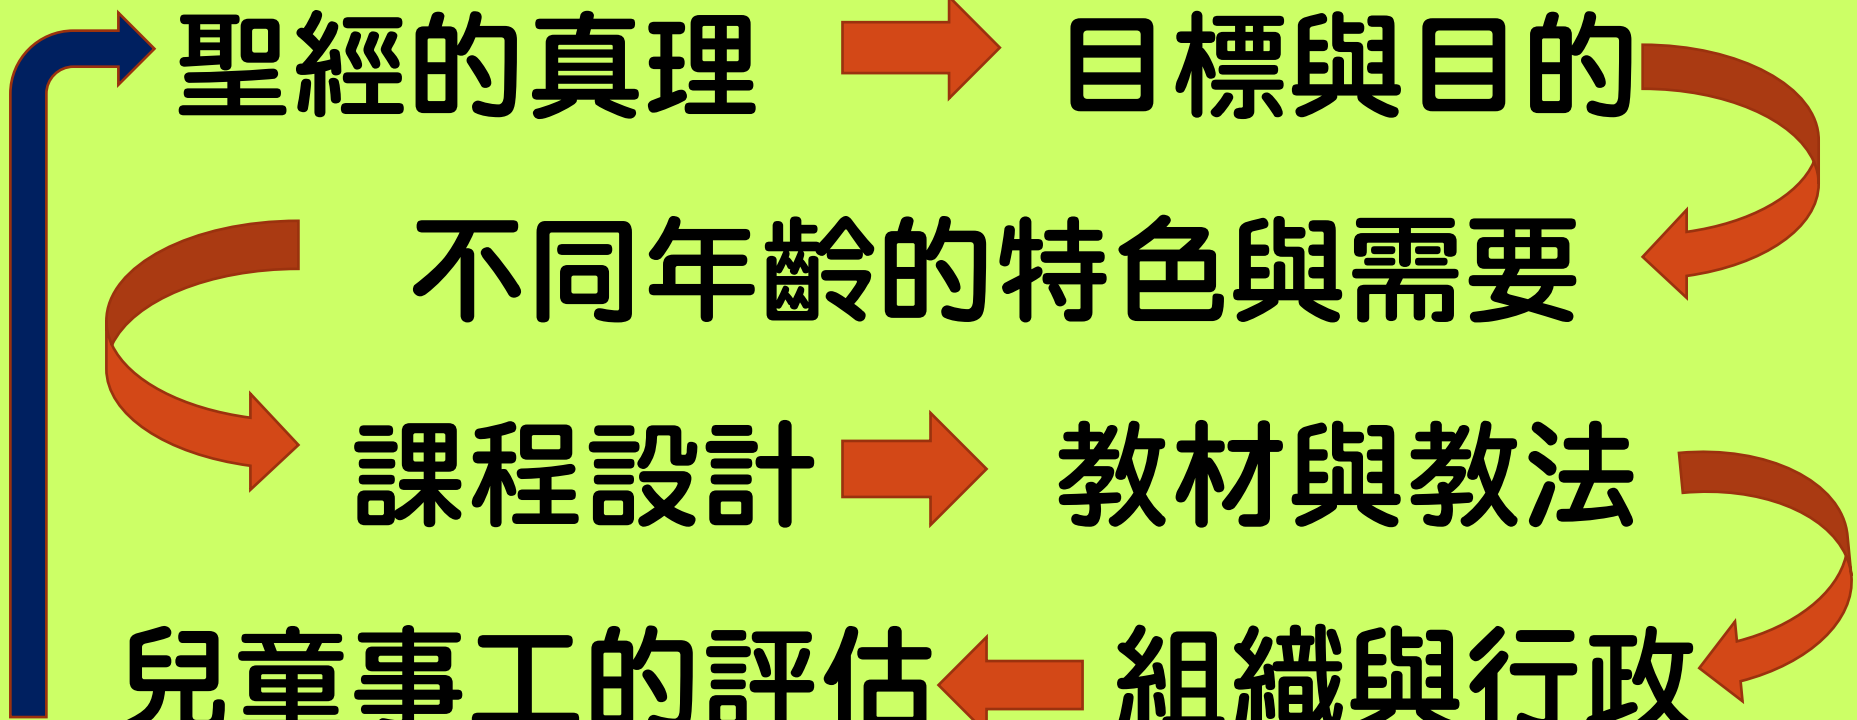 聖經的真理 目標與目的
不同年齡的特色與需要
課程設計 教材與教法
兒童事工的評估 組織與行政